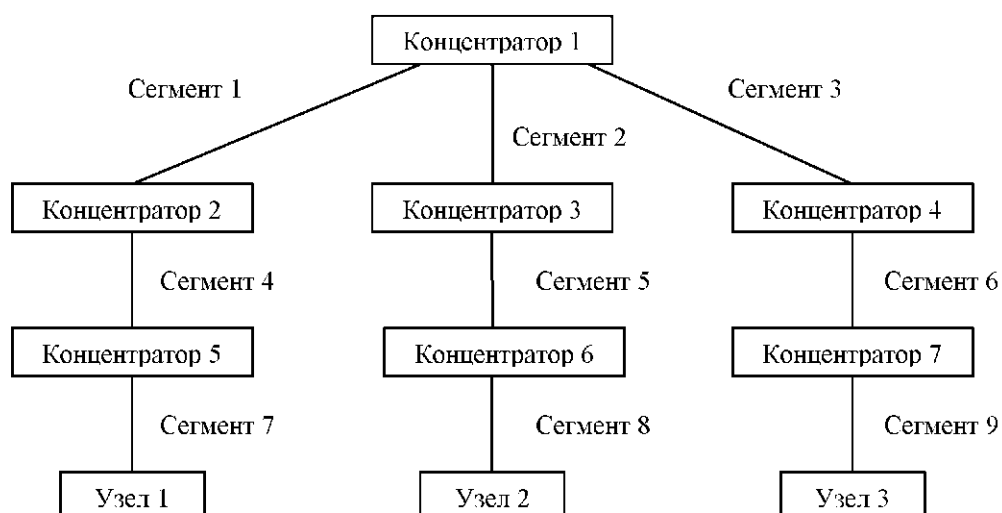 Концентратор 1
Сегмент 1
Сегмент 3
Сегмент 2
Концентратор 2
Концентратор 3
Концентратор 4
Сегмент 4
Сегмент 5
Сегмент 6
Концентратор 5
Концентратор 6
Концентратор 7
Сегмент 7
Сегмент 8
Сегмент 9
Узел 1
Узел 2
Узел 3